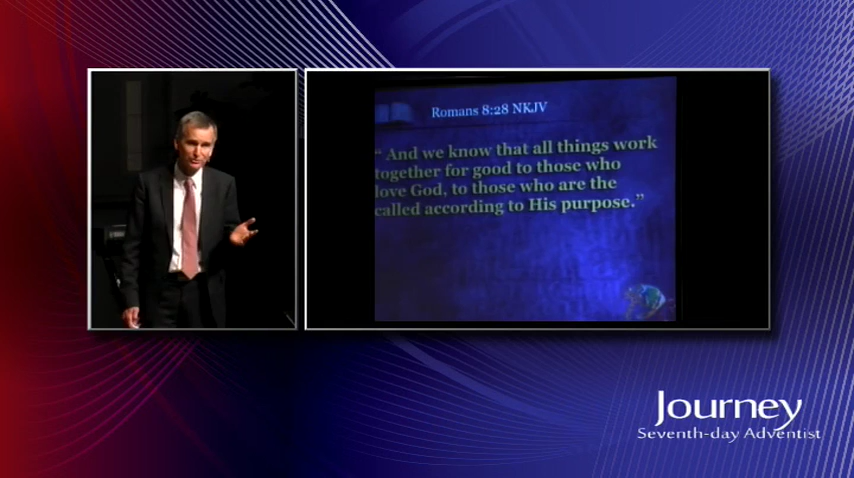 Romans 8:28 NKJV
“ And we know that all things work
together for good to those who
love God, to those who are the
called according to His purpose.”
Journey
Seventh-day Adventist